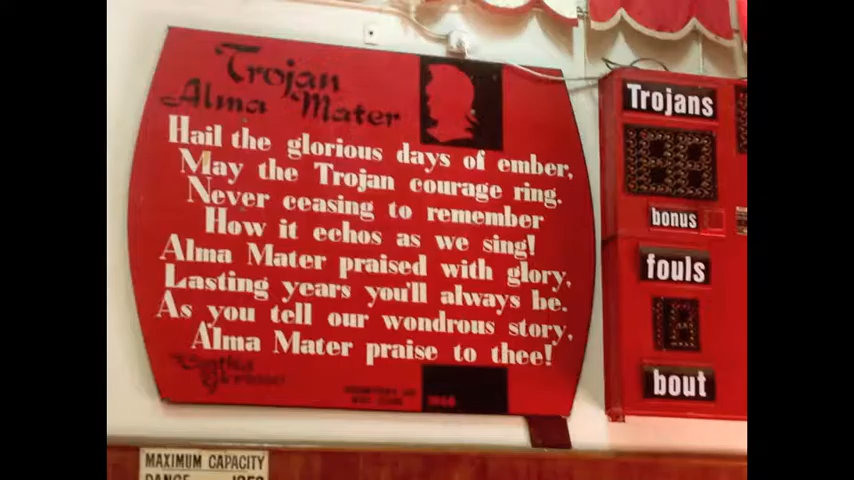 Trojan
Alma Mater
Hail the glorious days of ember,
May the Trojan courage ring.
Never ceasing to remember
How it echos as we sing!
Alma Mater praised with glory,
Lasting years you'll always be.
As you tell our wondrous story,
Alma Mater praise to thee!
Trojans
bonus
fouls
bout
MAXIMUM CAPACITY